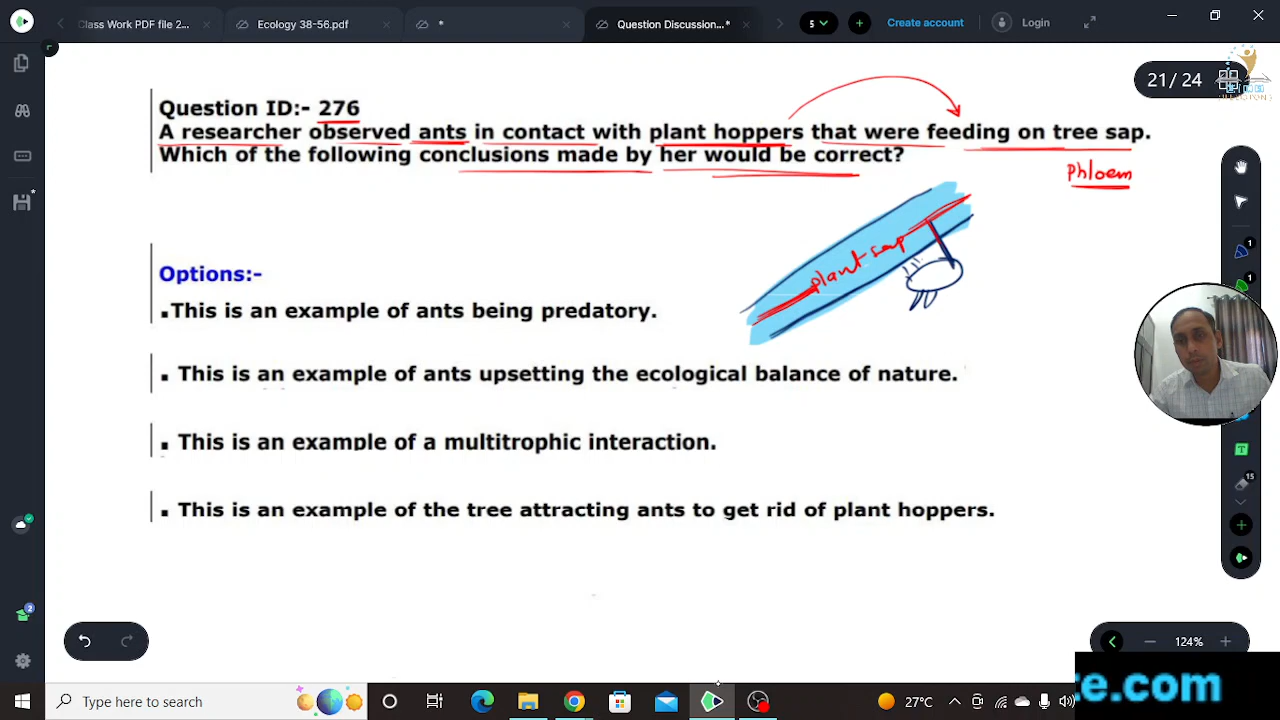 Class Work PDF file 2
Ecology 38-56.pdf
*
Question Discussion...*
5
Create account
Login
21 / 24
Question ID:- 276
A researcher observed ants in contact with plant hoppers that were feeding on tree sap.
Which of the following conclusions made by her would be correct?
Phloem
plant sap
Options:-
.This is an example of ants being predatory.
. This is an example of ants upsetting the ecological balance of nature.
. This is an example of a multitrophic interaction.
. This is an example of the tree attracting ants to get rid of plant hoppers.
1
1
T
15
2
124%
e.com
Type here to search
27°C